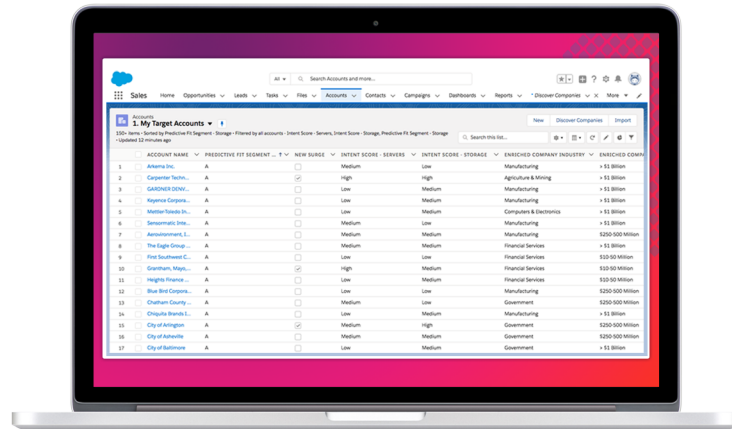 All
Search Accounts and more...
Sales Home Opportunities Leads Tasks Files Accounts Contacts Campaigns Dashboards Reports * Discover Companies More
Accounts
1. My Target Accounts
New Discover Companies Import
150+ items • Sorted by Predictive Fit Segment - Storage • Filtered by all accounts - Intent Score - Servers, Intent Score - Storage, Predictive Fit Segment - Storage
• Updated 12 minutes ago
Search this list...
ACCOUNT NAME PREDICTIVE FIT SEGMENT ... NEW SURGE INTENT SCORE - SERVERS INTENT SCORE - STORAGE ENRICHED COMPANY INDUSTRY ENRICHED COMP
1 Arkema Inc. A Medium Low Manufacturing > $1 Billion
2 Carpenter Techn... A High High Agriculture & Mining > $1 Billion
3 GARDNER DENV... A Low Medium Manufacturing > $1 Billion
4 Keyence Corpora... A Medium Low Manufacturing > $1 Billion
5 Mettler-Toledo In... A Low Medium Computers & Electronics > $1 Billion
6 Sensormatic Inte... A Medium Low Manufacturing > $1 Billion
7 Aerovironment, I... A Medium Medium Manufacturing $250-500 Million
8 The Eagle Group ... A Medium Medium Financial Services > $1 Billion
9 First Southwest C... A Low Low Financial Services $10-50 Million
10 Grantham, Mayo,... A High Medium Financial Services $10-50 Million
11 Heights Finance ... A Low Medium Financial Services $10-50 Million
12 Blue Bird Corpora... A Low Low Manufacturing $250-500 Million
13 Chatham County ... A Medium Low Government $250-500 Million
14 Chiquita Brands I... A Low Medium Manufacturing > $1 Billion
15 City of Arlington A Medium High Government $250-500 Million
16 City of Asheville A Medium Medium Government $250-500 Million
17 City of Baltimore A Low Medium Government > $1 Billion